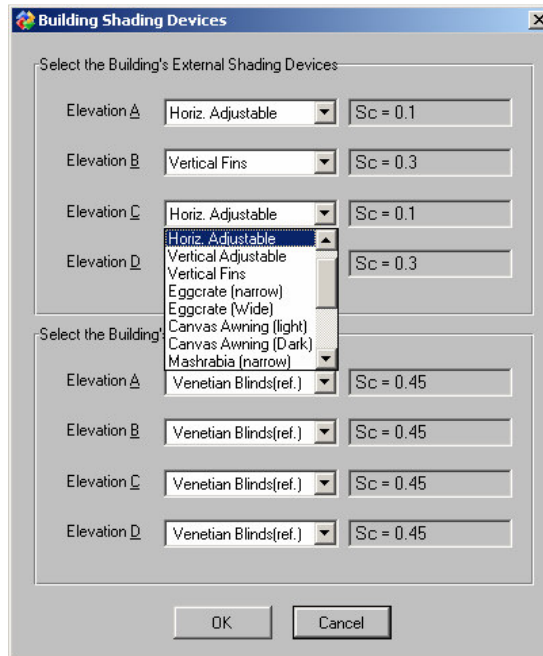 Building Shading Devices
Select the Building's External Shading Devices
Elevation A Horiz. Adjustable Sc = 0.1
Elevation B Vertical Fins Sc = 0.3
Elevation C Horiz. Adjustable Sc = 0.1
Elevation D Sc = 0.3
Horiz. Adjustable
Vertical Adjustable
Vertical Fins
Eggcrate (narrow)
Eggcrate (Wide)
Canvas Awning (light)
Canvas Awning (Dark)
Mashrabia (narrow)
Select the Building's
Elevation A Venetian Blinds(ref.) Sc = 0.45
Elevation B Venetian Blinds(ref.) Sc = 0.45
Elevation C Venetian Blinds(ref.) Sc = 0.45
Elevation D Venetian Blinds(ref.) Sc = 0.45
OK Cancel